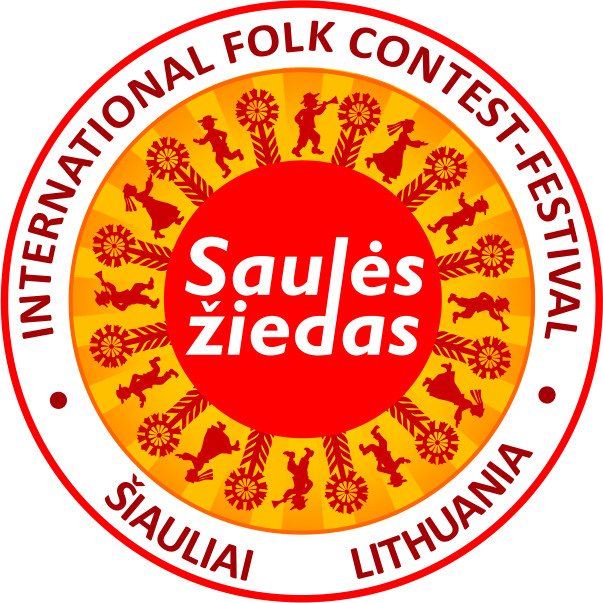 INTERNATIONAL FOLK CONTEST-FESTIVAL
Saulės
žiedas
ŠIAULIAI
LITHUANIA